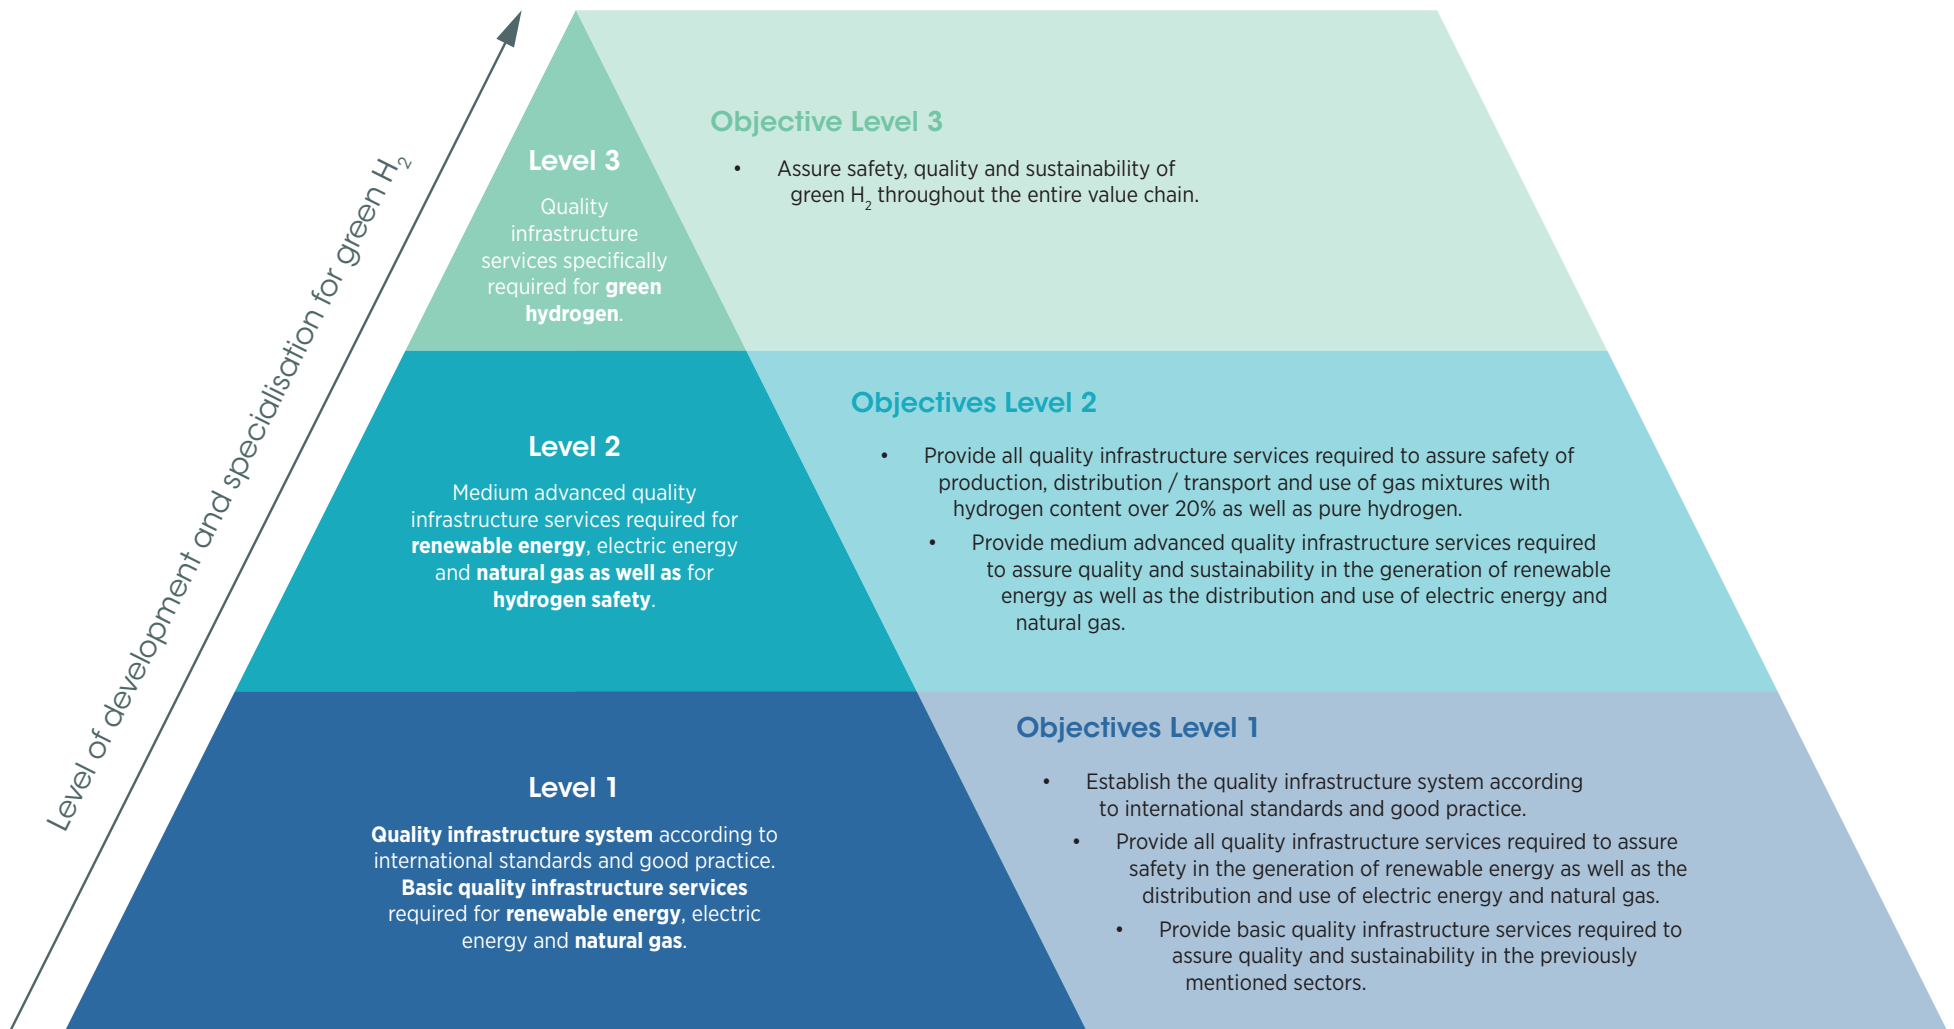 Level of development and specialisation for green H₂
Level 3
Quality
infrastructure
services specifically
required for green
hydrogen.
Objective Level 3
• Assure safety, quality and sustainability of
green H₂ throughout the entire value chain.
Level 2
Medium advanced quality
infrastructure services required for
renewable energy, electric energy
and natural gas as well as for
hydrogen safety.
Objectives Level 2
• Provide all quality infrastructure services required to assure safety of
production, distribution / transport and use of gas mixtures with
hydrogen content over 20% as well as pure hydrogen.
• Provide medium advanced quality infrastructure services required
to assure quality and sustainability in the generation of renewable
energy as well as the distribution and use of electric energy and
natural gas.
Level 1
Quality infrastructure system according to
international standards and good practice.
Basic quality infrastructure services
required for renewable energy, electric
energy and natural gas.
Objectives Level 1
• Establish the quality infrastructure system according
to international standards and good practice.
• Provide all quality infrastructure services required to assure
safety in the generation of renewable energy as well as the
distribution and use of electric energy and natural gas.
• Provide basic quality infrastructure services required to
assure quality and sustainability in the previously
mentioned sectors.